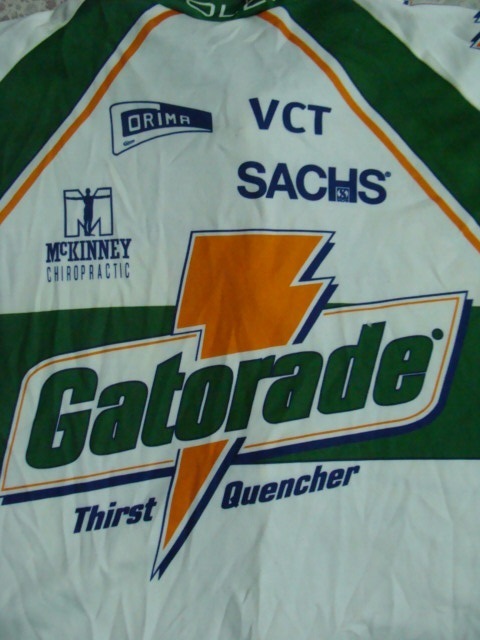 ORIMA
VCT
SACHS
McKINNEY
CHIROPRACTIC
Gatorade
Thirst Quencher